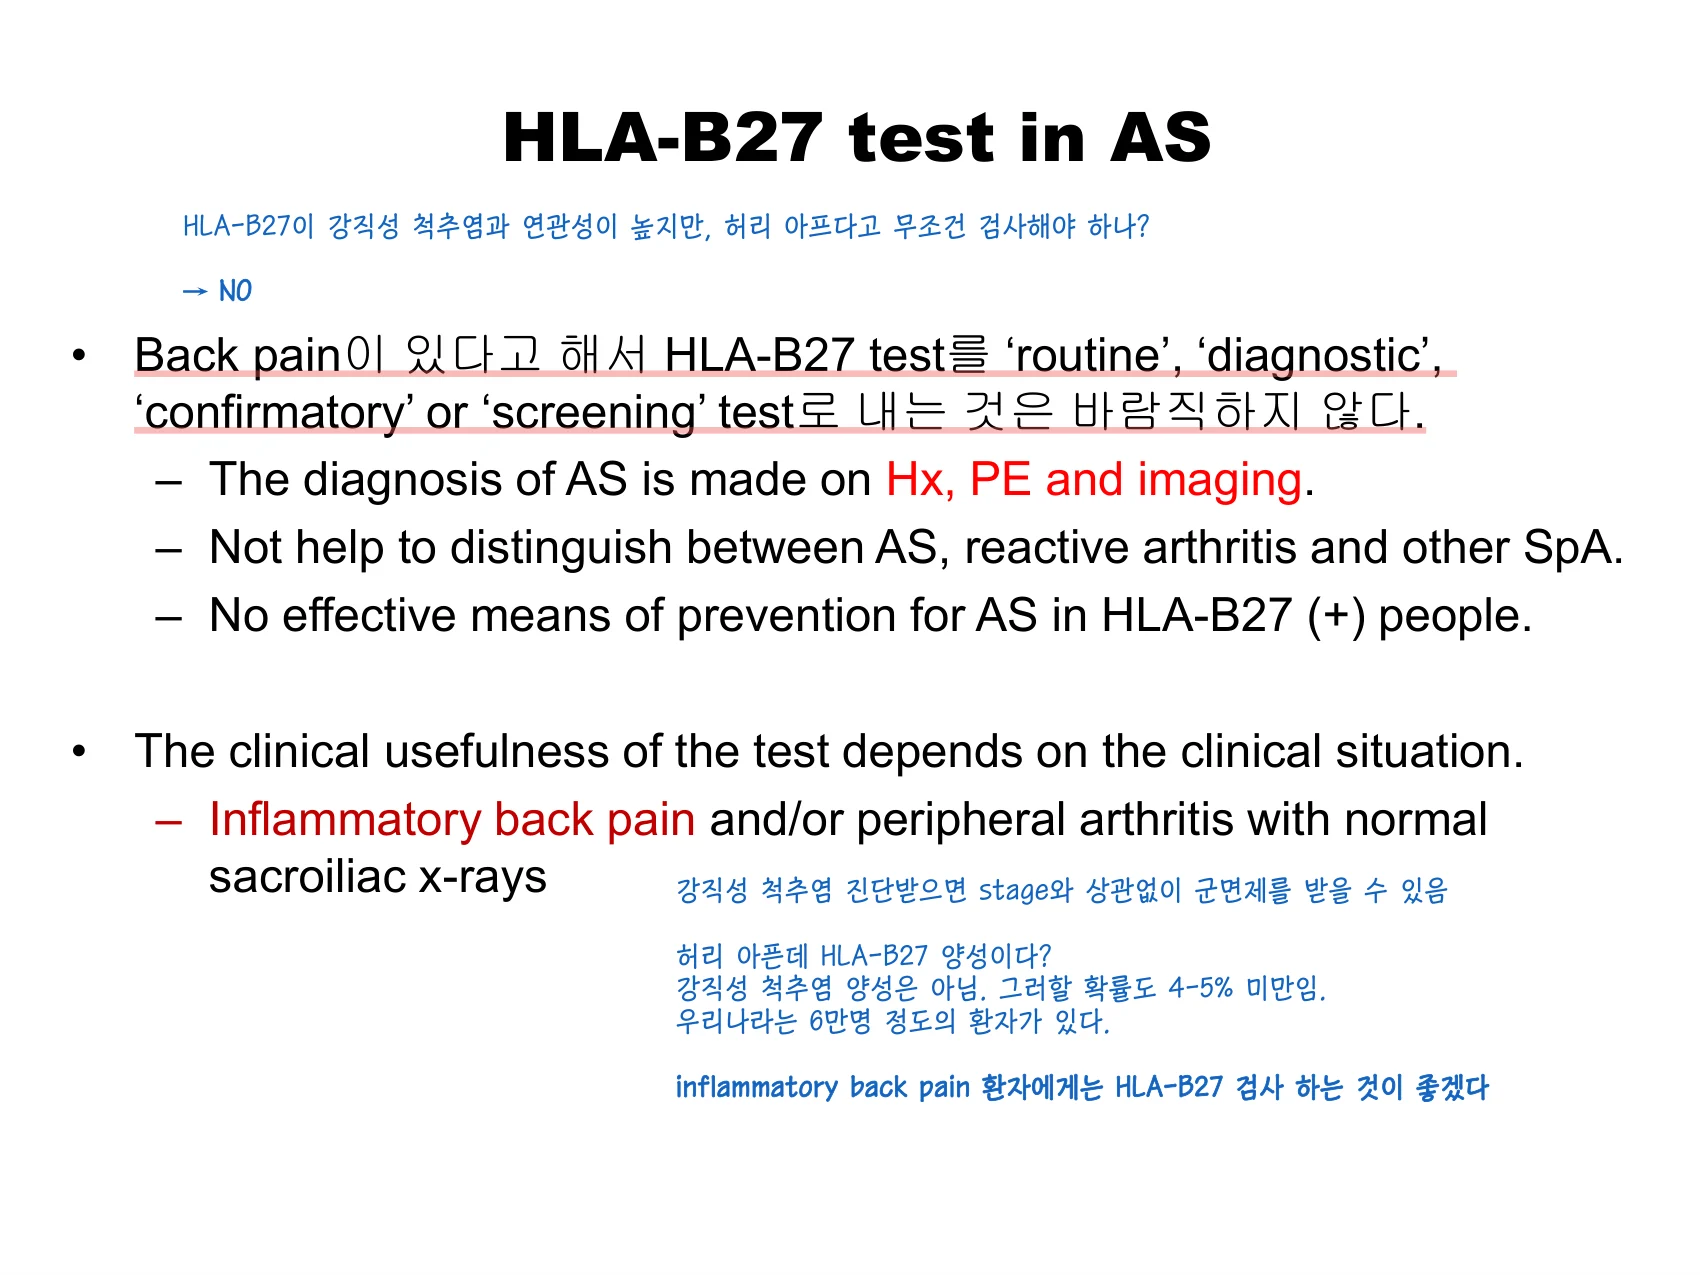 HLA-B27 test in AS
HLA-B27이 강직성 척추염과 연관성이 높지만, 허리 아프다고 무조건 검사해야 하나?
→ NO
• Back pain이 있다고 해서 HLA-B27 test를 ‘routine’, ‘diagnostic’,
‘confirmatory’ or ‘screening’ test로 내는 것은 바람직하지 않다.
– The diagnosis of AS is made on Hx, PE and imaging.
– Not help to distinguish between AS, reactive arthritis and other SpA.
– No effective means of prevention for AS in HLA-B27 (+) people.
• The clinical usefulness of the test depends on the clinical situation.
– Inflammatory back pain and/or peripheral arthritis with normal
sacroiliac x-rays
강직성 척추염 진단받으면 stage와 상관없이 군면제를 받을 수 있음
허리 아픈데 HLA-B27 양성이다?
강직성 척추염 양성은 아님. 그러할 확률도 4-5% 미만임.
우리나라는 6만명 정도의 환자가 있다.
inflammatory back pain 환자에게는 HLA-B27 검사 하는 것이 좋겠다